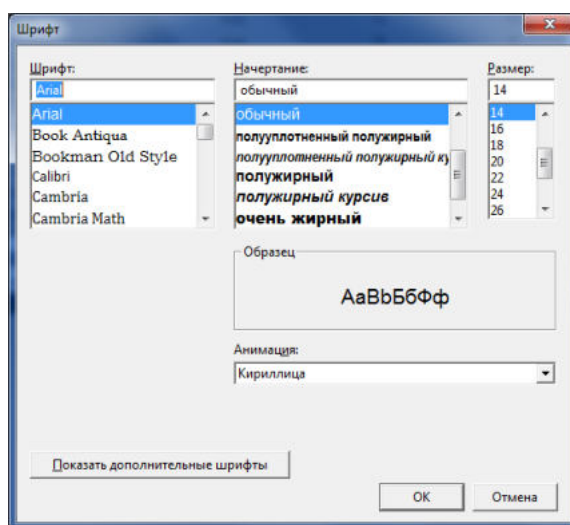 Шрифт
Шрифт:
Начертание:
Размер:
Arial
обычный
14
Arial
Book Antiqua
Bookman Old Style
Calibri
Cambria
Cambria Math
обычный
полууплотненный полужирный
полууплотненный полужирный ку
полужирный
полужирный курсив
очень жирный
14
16
18
20
22
24
26
Образец
АаBbБбФф
Анимация:
Кириллица
Показать дополнительные шрифты
ОК
Отмена